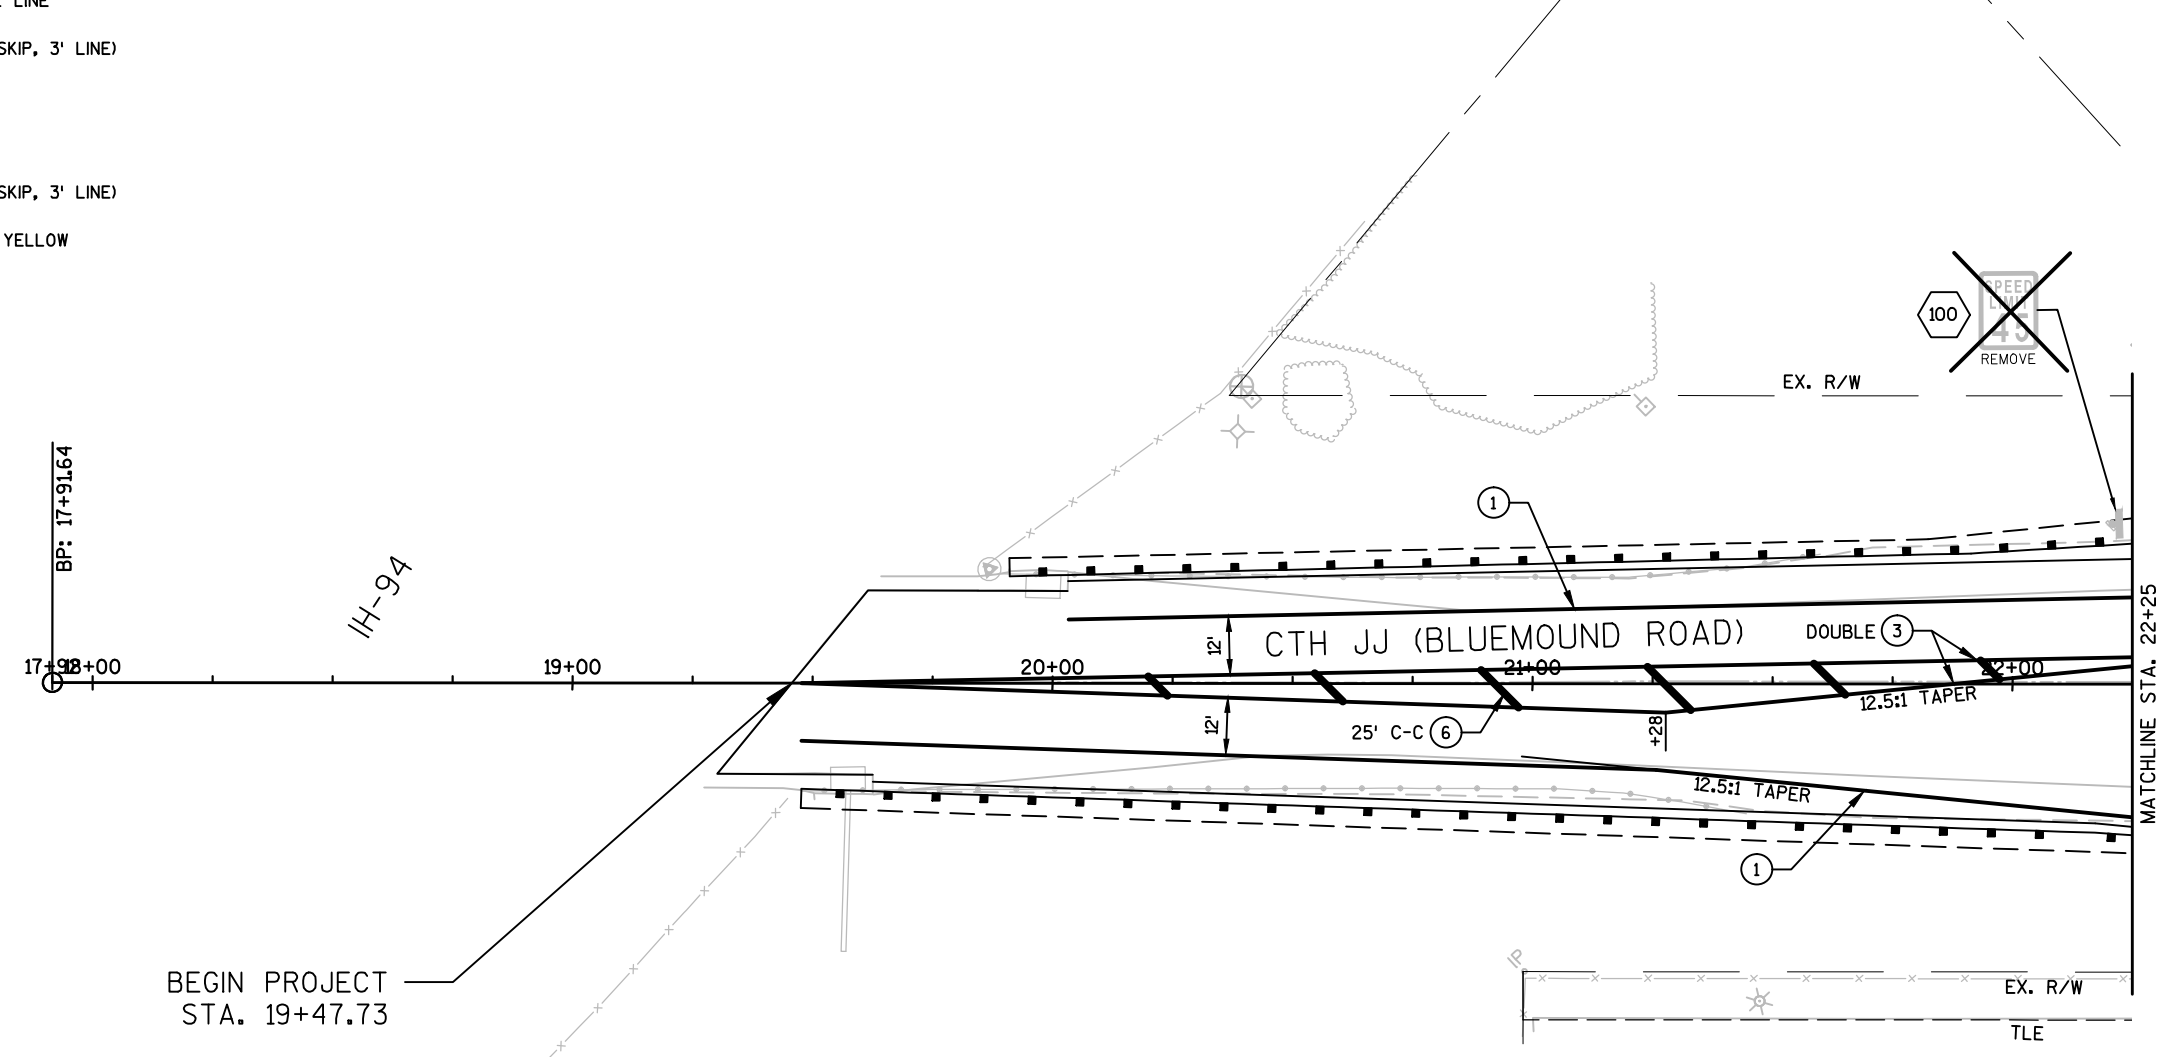 LINE
SKIP, 3' LINE)
SKIP, 3' LINE)
YELLOW
SPEED
LIMIT
45
100
REMOVE
EX. R/W
BP: 17+91.64
IH-94
1
CTH JJ (BLUEMOUND ROAD)
12'
DOUBLE 3
17+92
18+00
19+00
20+00
21+00
22+00
12.5:1 TAPER
12'
25' C-C 6
+28
12.5:1 TAPER
1
MATCHLINE STA. 22+25
BEGIN PROJECT
STA. 19+47.73
IP
EX. R/W
TLE